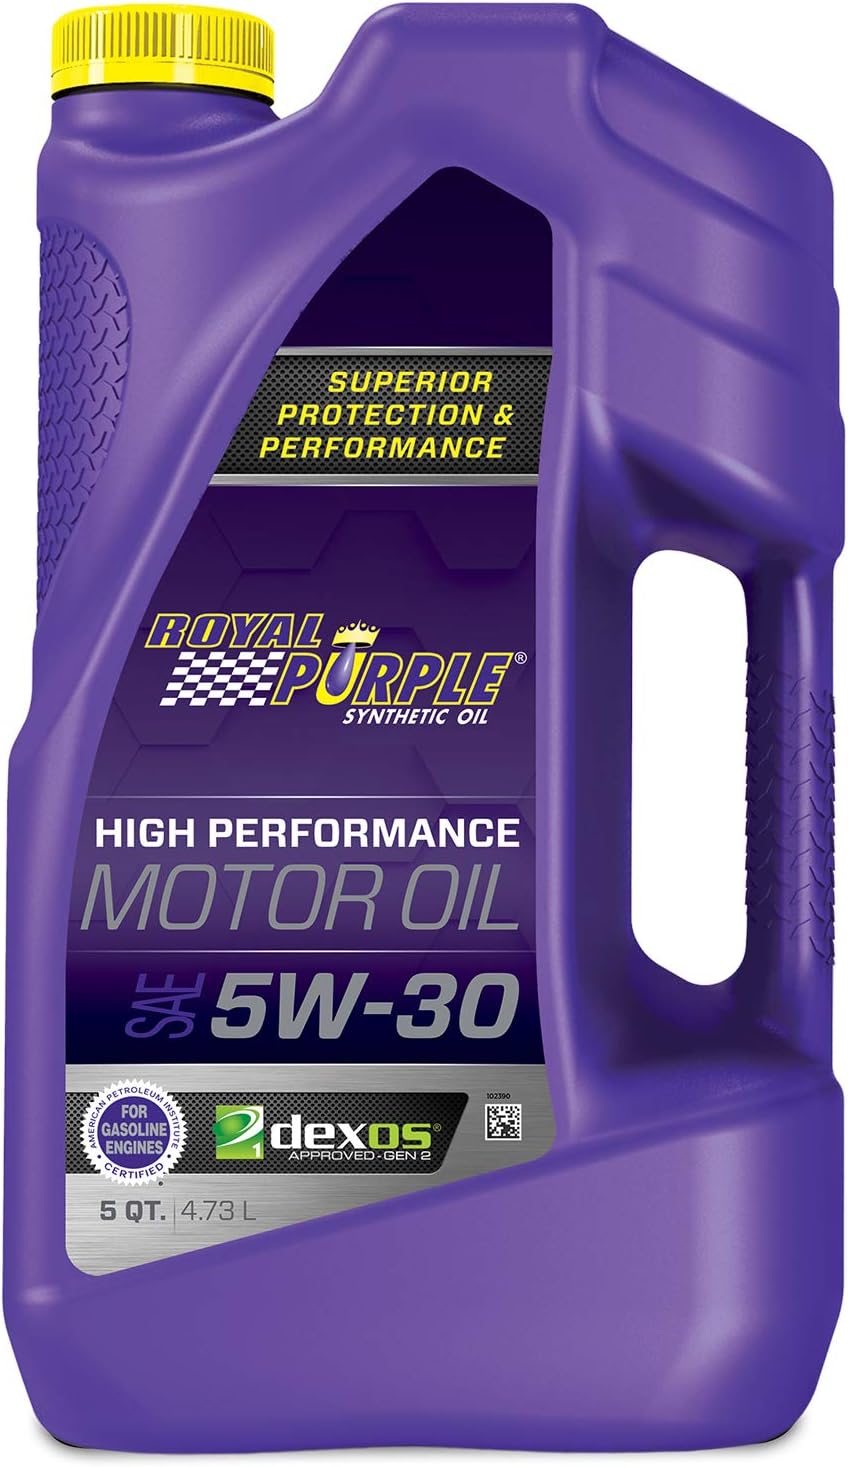 SUPERIOR
PROTECTION &
PERFORMANCE
ROYAL
PURPLE®
SYNTHETIC OIL
HIGH PERFORMANCE
MOTOR OIL
SAE 5W-30
AMERICAN PETROLEUM INSTITUTE
FOR
GASOLINE
ENGINES
CERTIFIED
1 dexos®
APPROVED-GEN 2
102390
5 QT. | 4.73 L